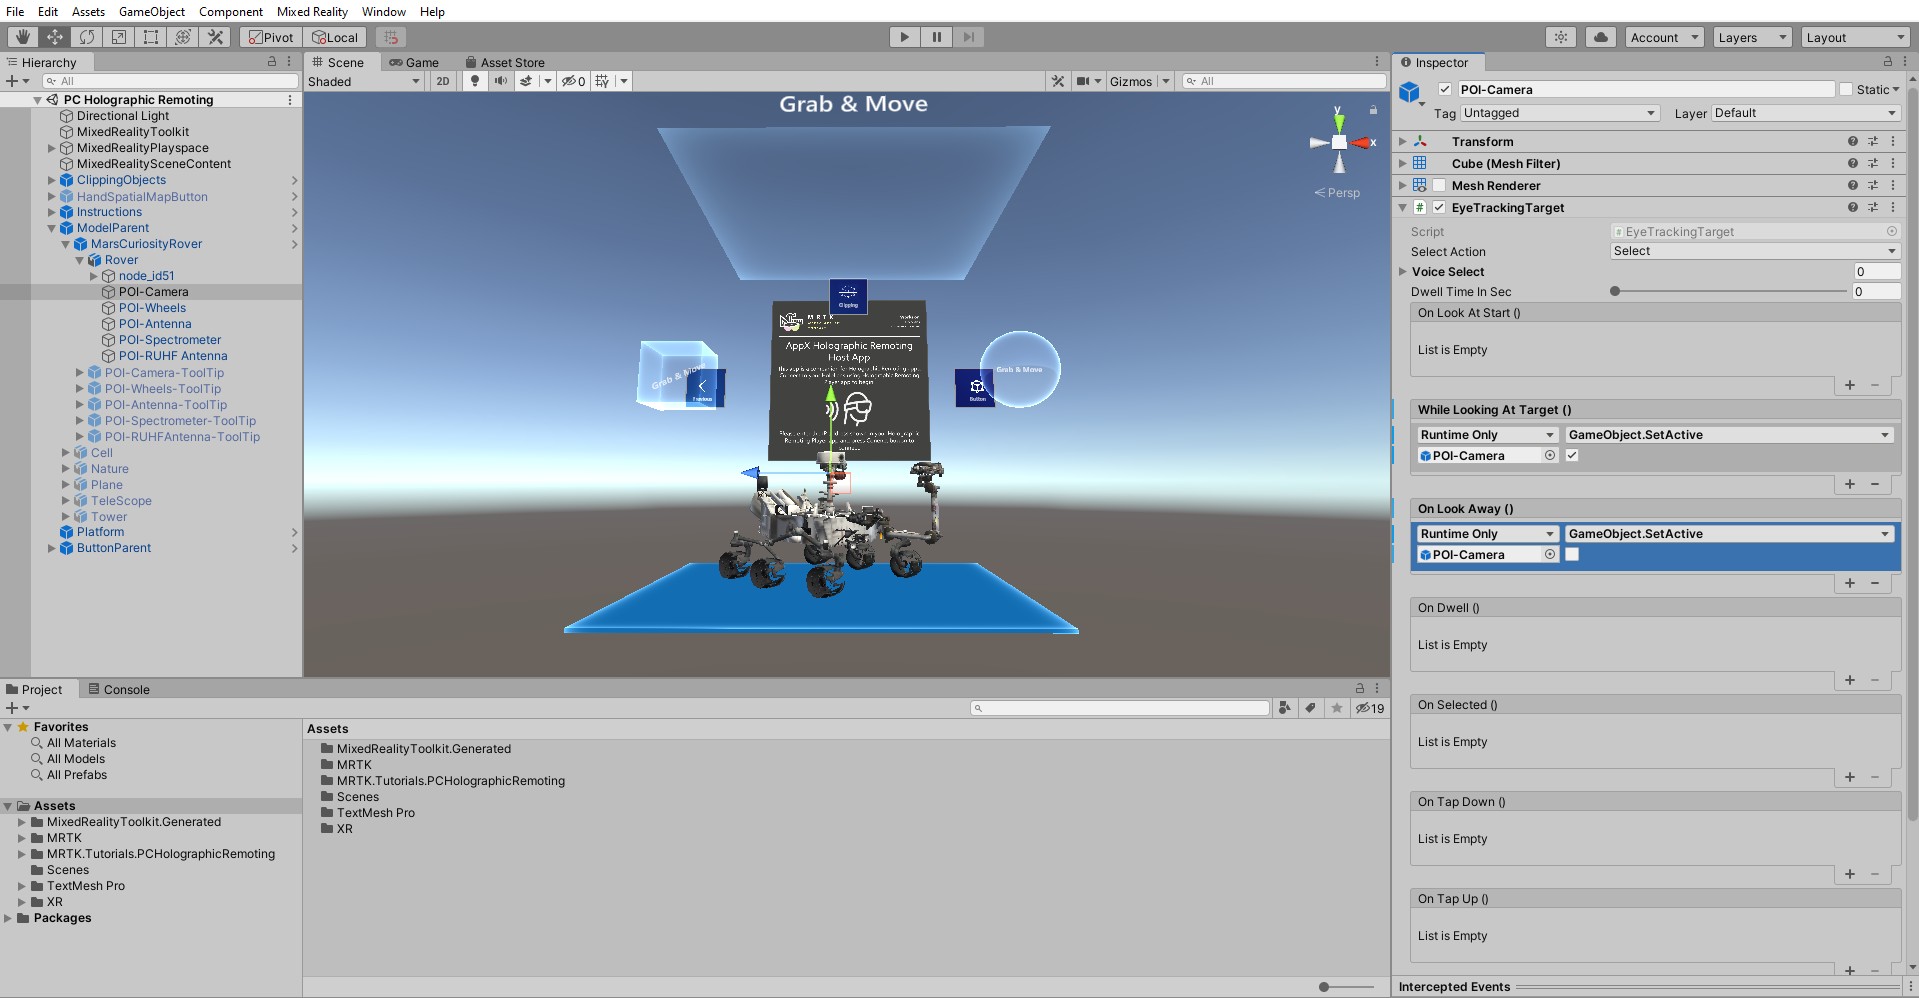 File Edit Assets GameObject Component Mixed Reality Window Help
Pivot Local Account Layers Layout
Hierarchy
All
PC Holographic Remoting
Directional Light
MixedRealityToolkit
MixedRealityPlayspace
MixedRealitySceneContent
ClippingObjects
HandSpatialMapButton
Instructions
ModelParent
MarsCuriosityRover
Rover
node_id51
POI-Camera
POI-Wheels
POI-Antenna
POI-Spectrometer
POI-RUHF Antenna
POI-Camera-ToolTip
POI-Wheels-ToolTip
POI-Antenna-ToolTip
POI-Spectrometer-ToolTip
POI-RUHFAntenna-ToolTip
Cell
Nature
Plane
TeleScope
Tower
Platform
ButtonParent
Scene Game Asset Store
Shaded 2D 0 Gizmos All
Grab & Move
y
x
Persp
Clipping
MRTK
AppX Holographic Remoting
Host App
Grab & Move
Previous
Button
Grab & Move
Inspector
POI-Camera Static
Tag Untagged Layer Default
Transform
Cube (Mesh Filter)
Mesh Renderer
EyeTrackingTarget
Script EyeTrackingTarget
Select Action Select
Voice Select 0
Dwell Time In Sec 0
On Look At Start ()
List is Empty
While Looking At Target ()
Runtime Only GameObject.SetActive
POI-Camera
On Look Away ()
Runtime Only GameObject.SetActive
POI-Camera
On Dwell ()
List is Empty
On Selected ()
List is Empty
On Tap Down ()
List is Empty
On Tap Up ()
List is Empty
Intercepted Events
Project Console
19
Favorites
All Materials
All Models
All Prefabs
Assets
MixedRealityToolkit.Generated
MRTK
MRTK.Tutorials.PCHolographicRemoting
Scenes
TextMesh Pro
XR
Packages
Assets
MixedRealityToolkit.Generated
MRTK
MRTK.Tutorials.PCHolographicRemoting
Scenes
TextMesh Pro
XR